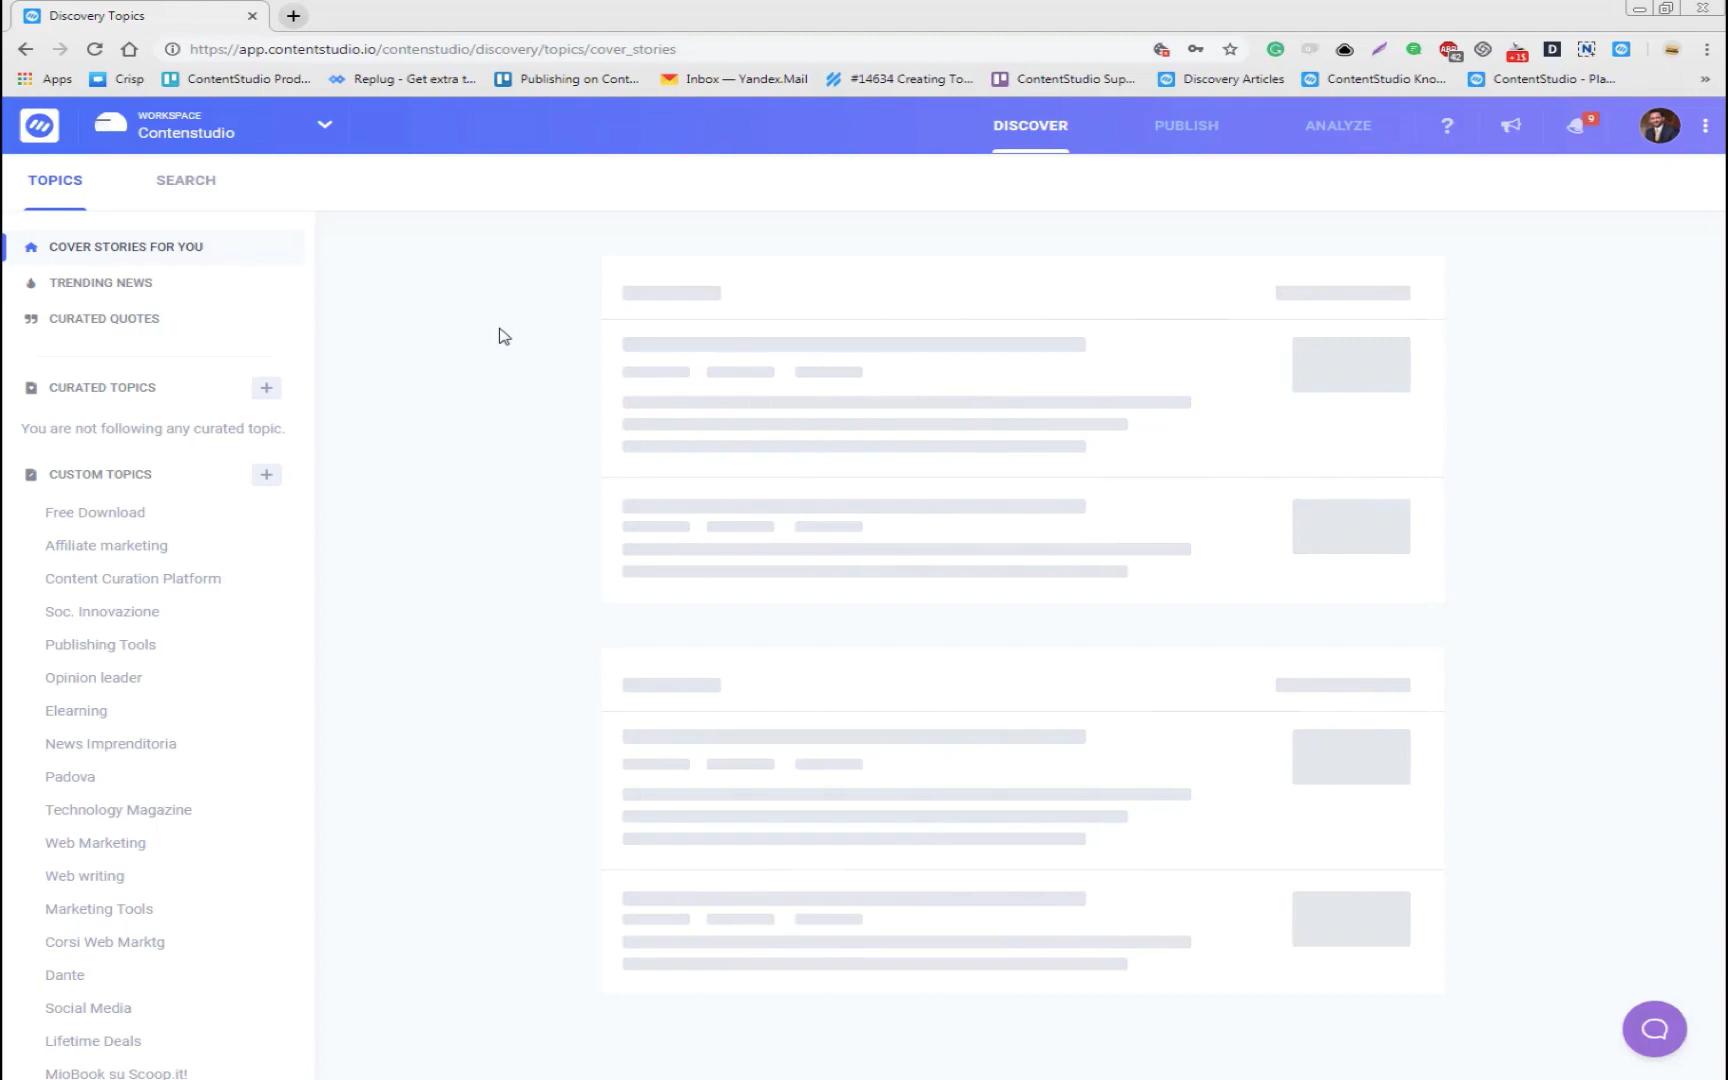 Discovery Topics
https://app.contentstudio.io/contenstudio/discovery/topics/cover_stories
42
+15
D
N
Apps
Crisp
ContentStudio Prod...
Replug - Get extra t...
Publishing on Cont...
Inbox — Yandex.Mail
#14634 Creating To...
ContentStudio Sup...
Discovery Articles
ContentStudio Kno...
ContentStudio - Pla...
»
WORKSPACE
Contenstudio
DISCOVER
PUBLISH
ANALYZE
?
9
TOPICS
SEARCH
COVER STORIES FOR YOU
TRENDING NEWS
CURATED QUOTES
CURATED TOPICS
+
You are not following any curated topic.
CUSTOM TOPICS
+
Free Download
Affiliate marketing
Content Curation Platform
Soc. Innovazione
Publishing Tools
Opinion leader
Elearning
News Imprenditoria
Padova
Technology Magazine
Web Marketing
Web writing
Marketing Tools
Corsi Web Marktg
Dante
Social Media
Lifetime Deals
MioBook su Scoop.it!